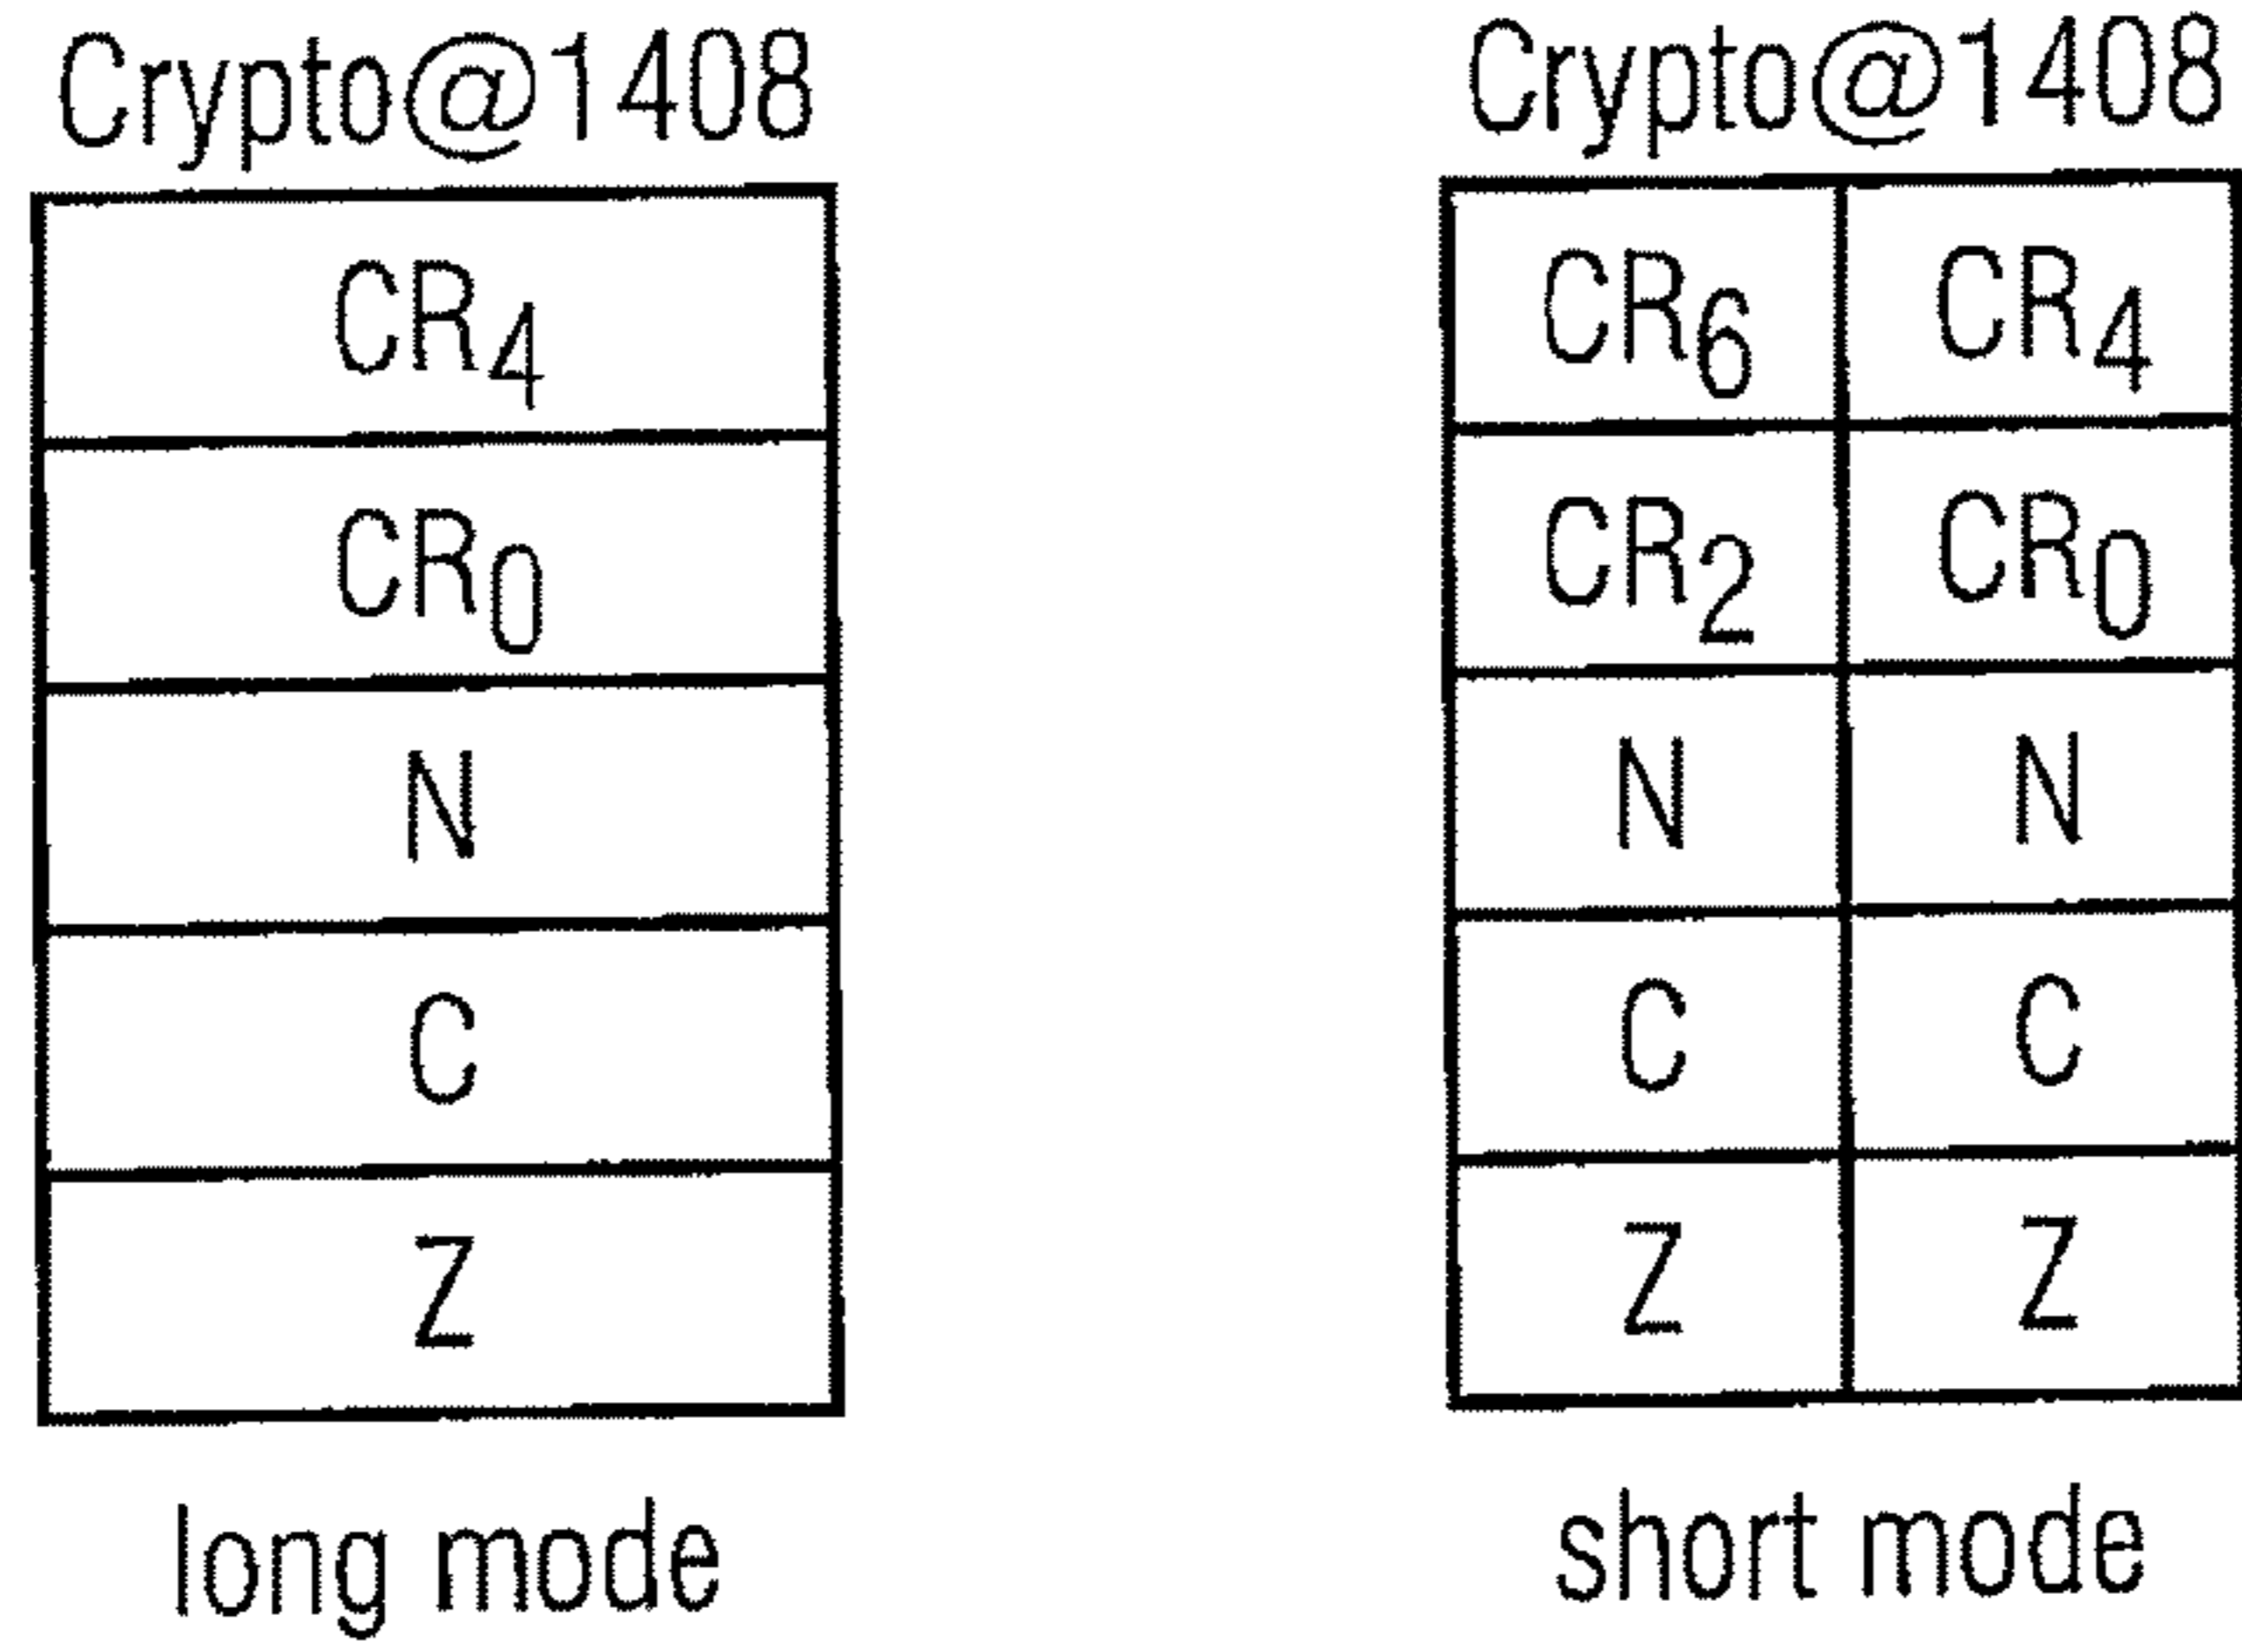 Crypto@1408
CR4
CR0
N
C
Z
long mode
Crypto@1408
CR6 CR4
CR2 CR0
N N
C C
Z Z
short mode